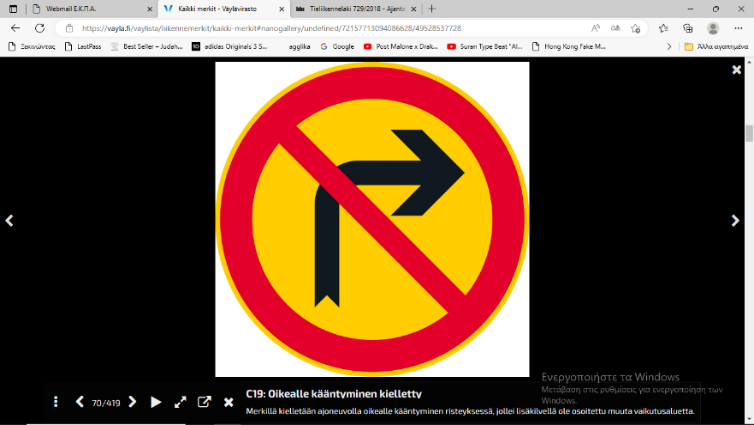 Webmail Ε.Κ.Π.Α.
Kaikki merkit - Väylävirasto
Tieliikennelaki 729/2018 - Ajanta
https://vayla.fi/vaylista/liikennemerkit/kaikki-merkit#nanogallery/undefined/72157713094086628/49528537728
Ξεκινώντας
LastPass
Best Seller – Judah...
adidas Originals 3 S...
agglika
Google
Post Malone x Drak...
Suran Type Beat "Al...
Hong Kong Fake M...
Άλλα αγαπημένα
Ενεργοποιήστε τα Windows
Μετάβαση στις ρυθμίσεις για ενεργοποίηση των
Windows.
70/419
C19: Oikealle kääntyminen kielletty
Merkillä kielletään ajoneuvolla oikealle kääntyminen risteyksessä, jollei lisäkilvellä ole osoitettu muuta vaikutusaluetta.